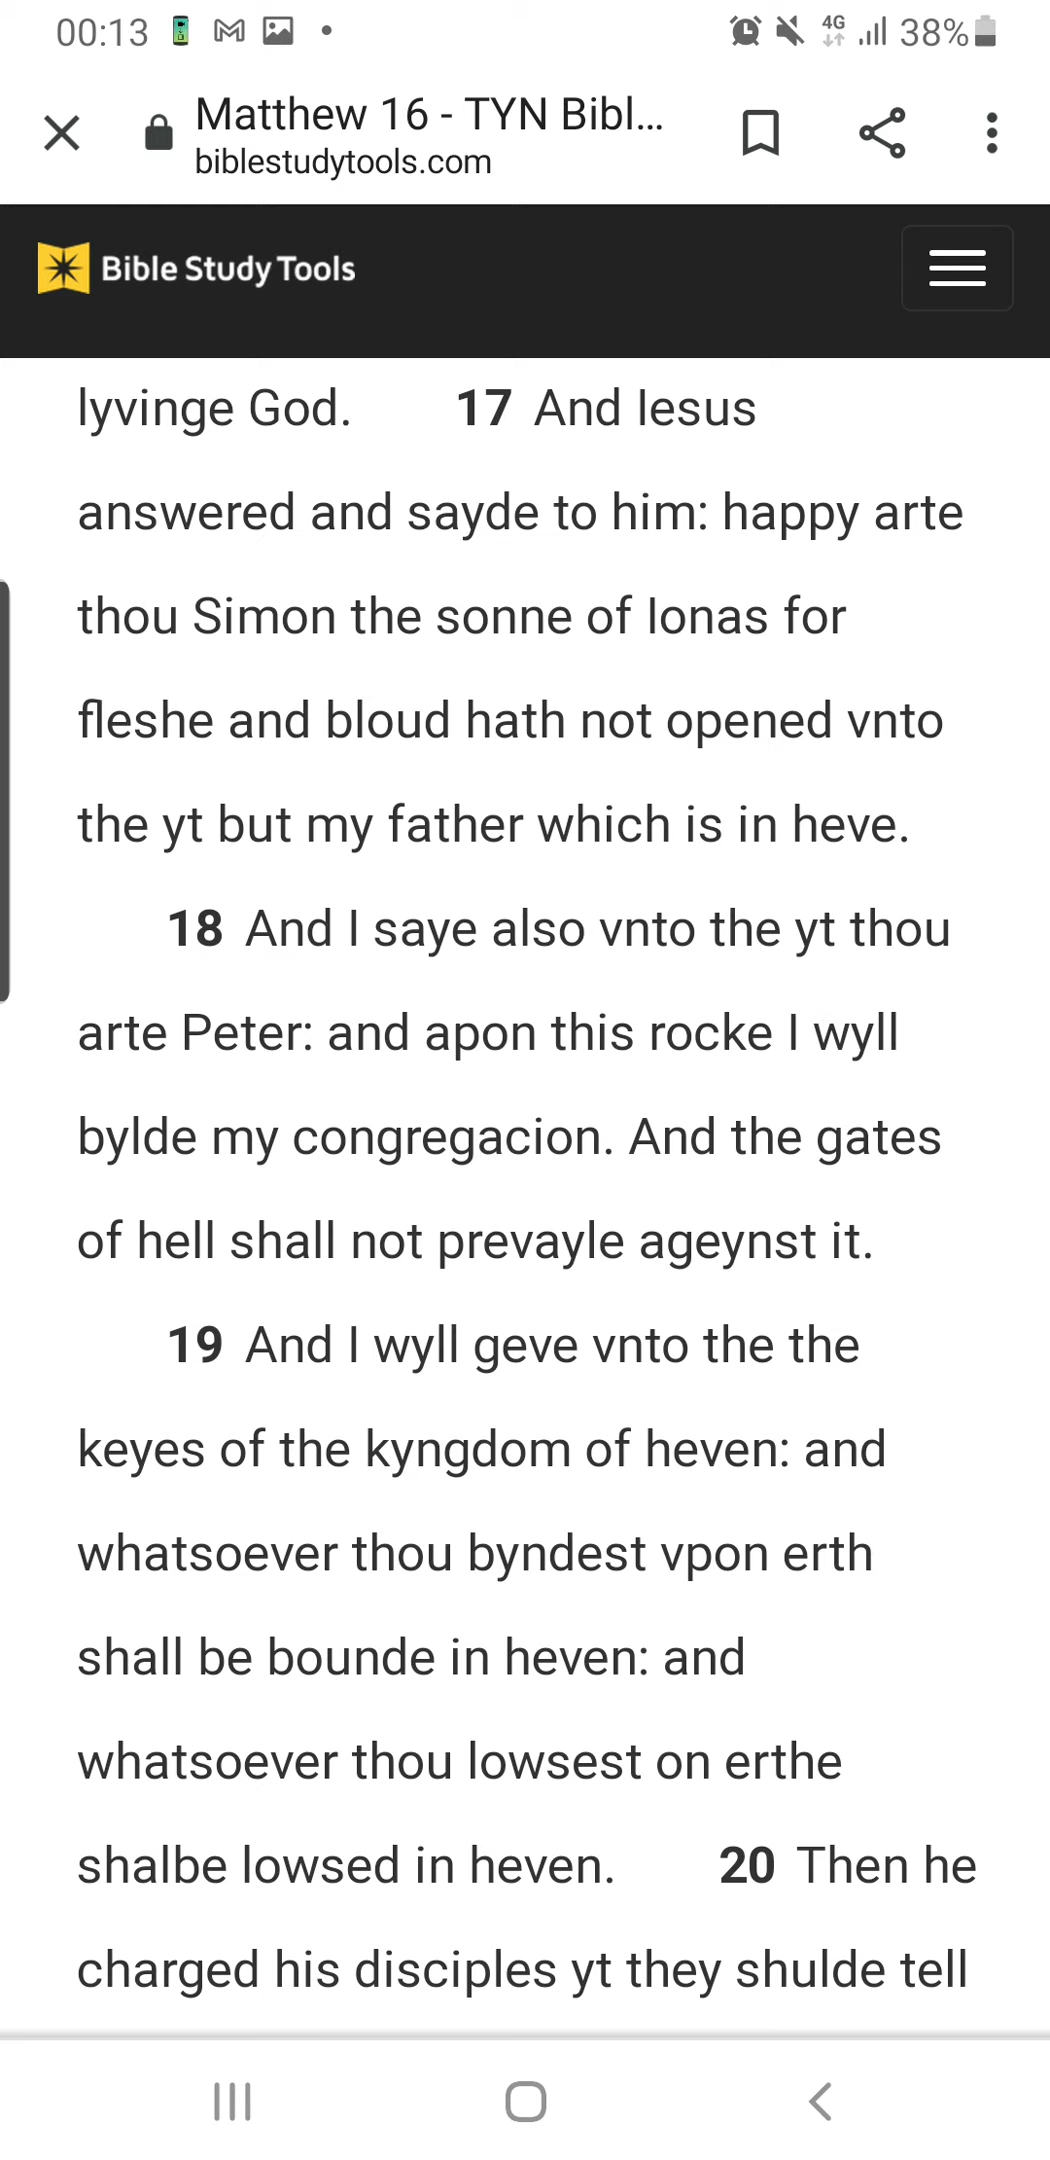 00:13 4G 38%
Matthew 16 - TYN Bibl...
biblestudytools.com
Bible Study Tools
lyvinge God. 17 And Iesus
answered and sayde to him: happy arte
thou Simon the sonne of Ionas for
fleshe and bloud hath not opened vnto
the yt but my father which is in heve.
18 And I saye also vnto the yt thou
arte Peter: and apon this rocke I wyll
bylde my congregacion. And the gates
of hell shall not prevayle ageynst it.
19 And I wyll geve vnto the the
keyes of the kyngdom of heven: and
whatsoever thou byndest vpon erth
shall be bounde in heven: and
whatsoever thou lowsest on erthe
shalbe lowsed in heven. 20 Then he
charged his disciples yt they shulde tell